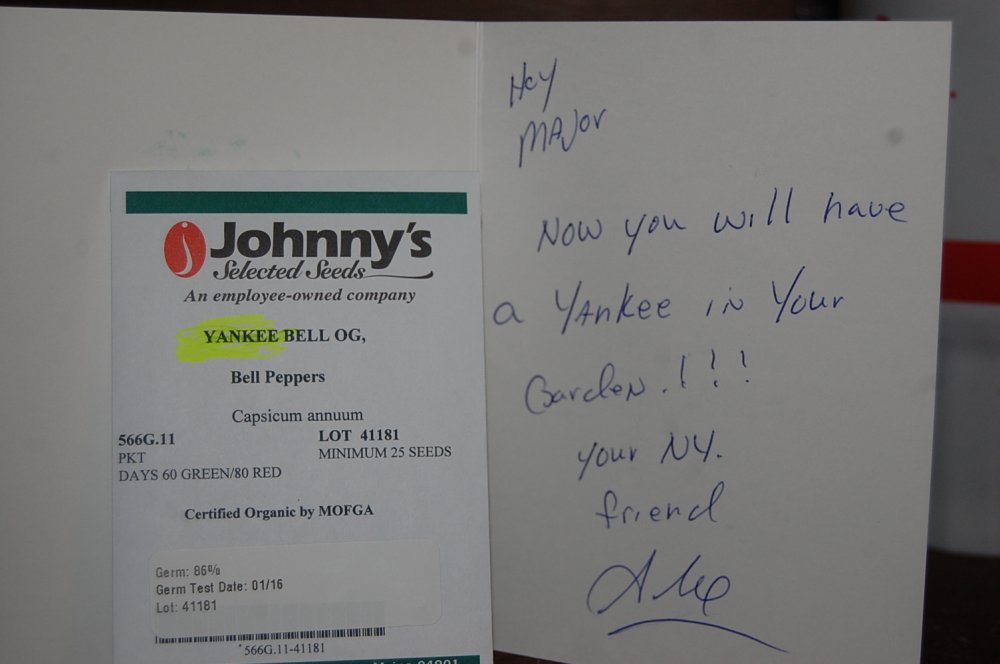 Johnny's
Selected Seeds
An employee-owned company
YANKEE BELL OG,
Bell Peppers
Capsicum annuum
566G.11 LOT 41181
PKT MINIMUM 25 SEEDS
DAYS 60 GREEN/80 RED
Certified Organic by MOFGA
Germ: 86%
Germ Test Date: 01/16
Lot: 41181
*566G.11-41181
Hey
MAJor
Now you will have
a YAnkee iN Your
GardeN.!!!
your NY.
friend
Alex